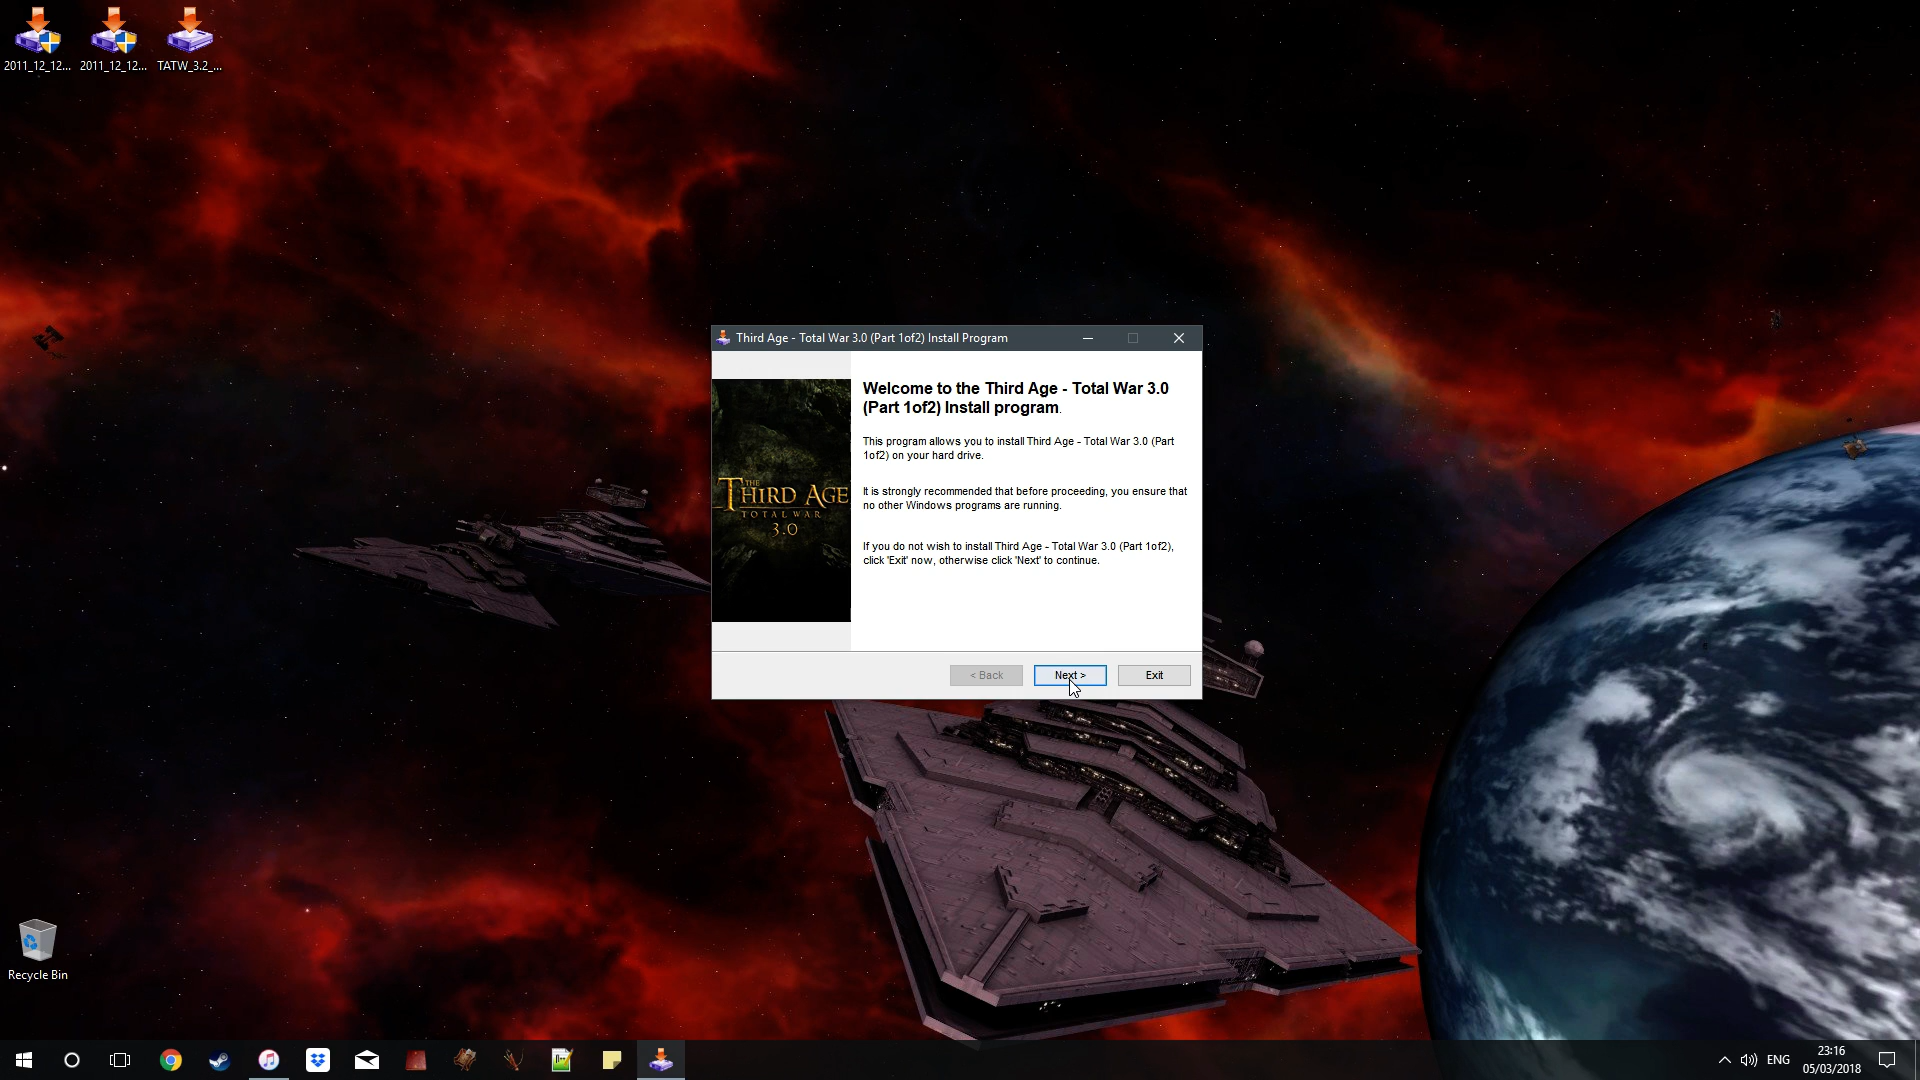 2011_12_12...
2011_12_12...
TATW_3.2_...
Third Age - Total War 3.0 (Part 1of2) Install Program
THE
THIRD AGE
TOTAL WAR
3.0
Welcome to the Third Age - Total War 3.0
(Part 1of2) Install program.
This program allows you to install Third Age - Total War 3.0 (Part
1of2) on your hard drive.
It is strongly recommended that before proceeding, you ensure that
no other Windows programs are running.
If you do not wish to install Third Age - Total War 3.0 (Part 1of2),
click 'Exit' now, otherwise click 'Next' to continue.
< Back
Next >
Exit
Recycle Bin
ENG
23:16
05/03/2018